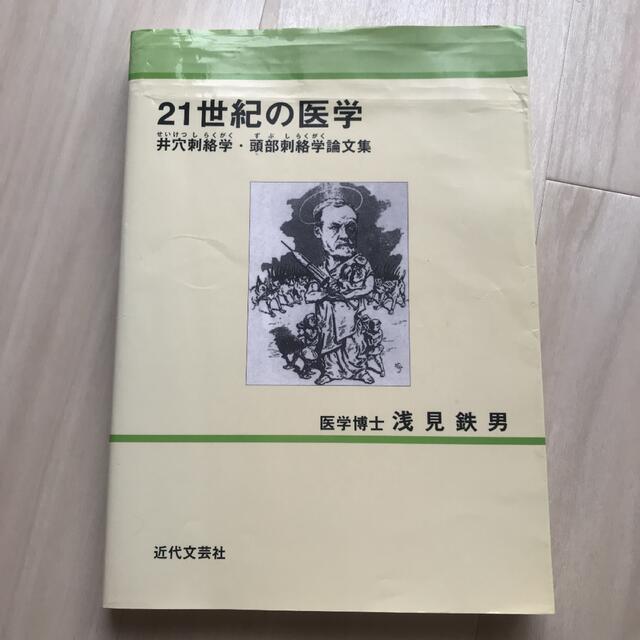 21世紀の医学
せいけつしらくがく ずぶしらくがく
井穴刺絡学・頭部刺絡学論文集
医学博士 浅見鉄男
近代文芸社